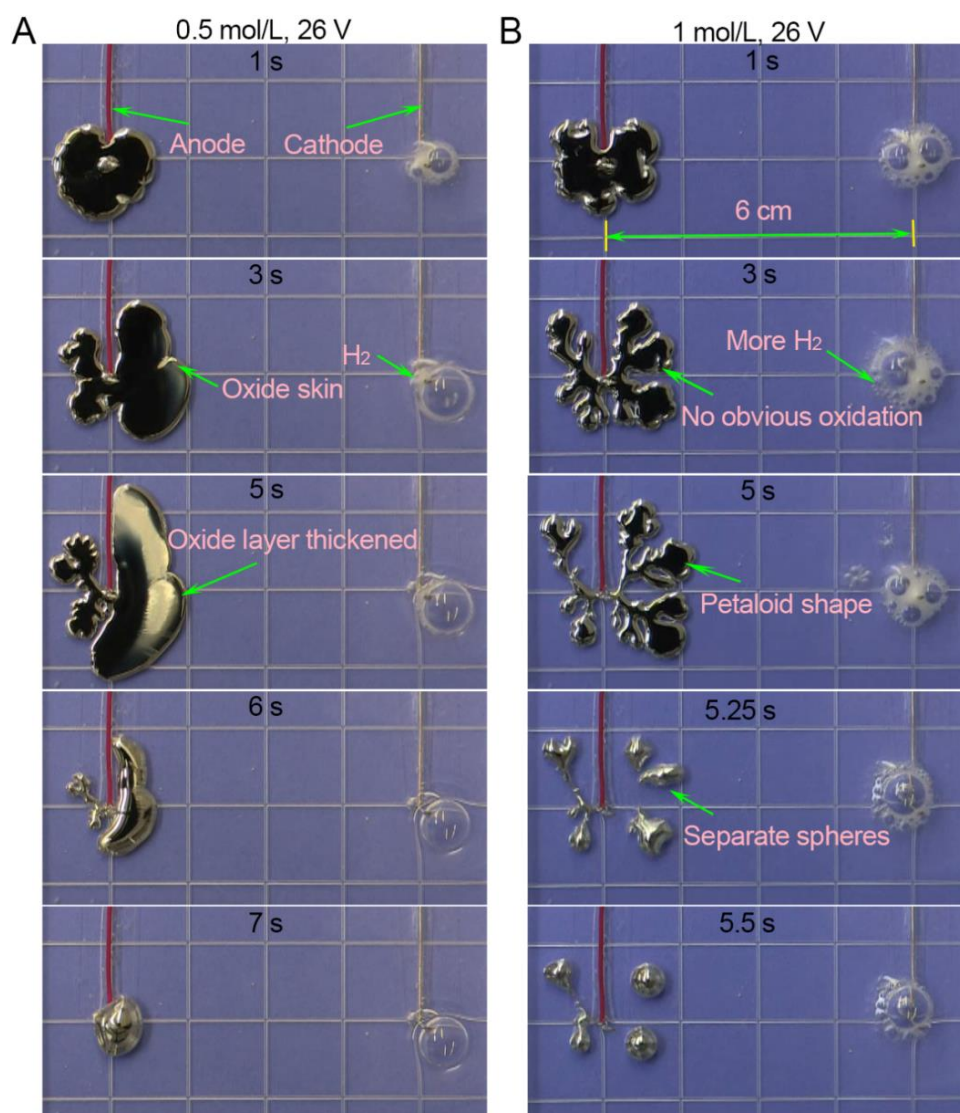 A
0.5 mol/L, 26 V
1 s
Anode
Cathode
3 s
H2
Oxide skin
5 s
Oxide layer thickened
6 s
7 s
B
1 mol/L, 26 V
1 s
6 cm
3 s
More H2
No obvious oxidation
5 s
Petaloid shape
5.25 s
Separate spheres
5.5 s